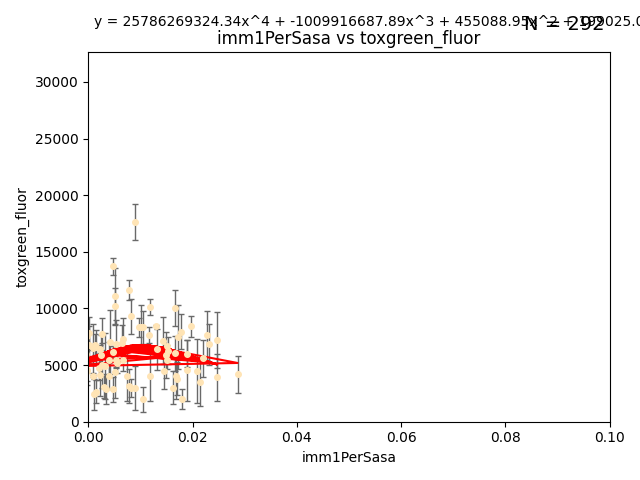 y = 25786269324.34x^4 + -1009916687.89x^3 + 455088.95x^2 + 199025.0
N = 292
imm1PerSasa vs toxgreen_fluor
toxgreen_fluor
30000
25000
20000
15000
10000
5000
0
0.00 0.02 0.04 0.06 0.08 0.10
imm1PerSasa